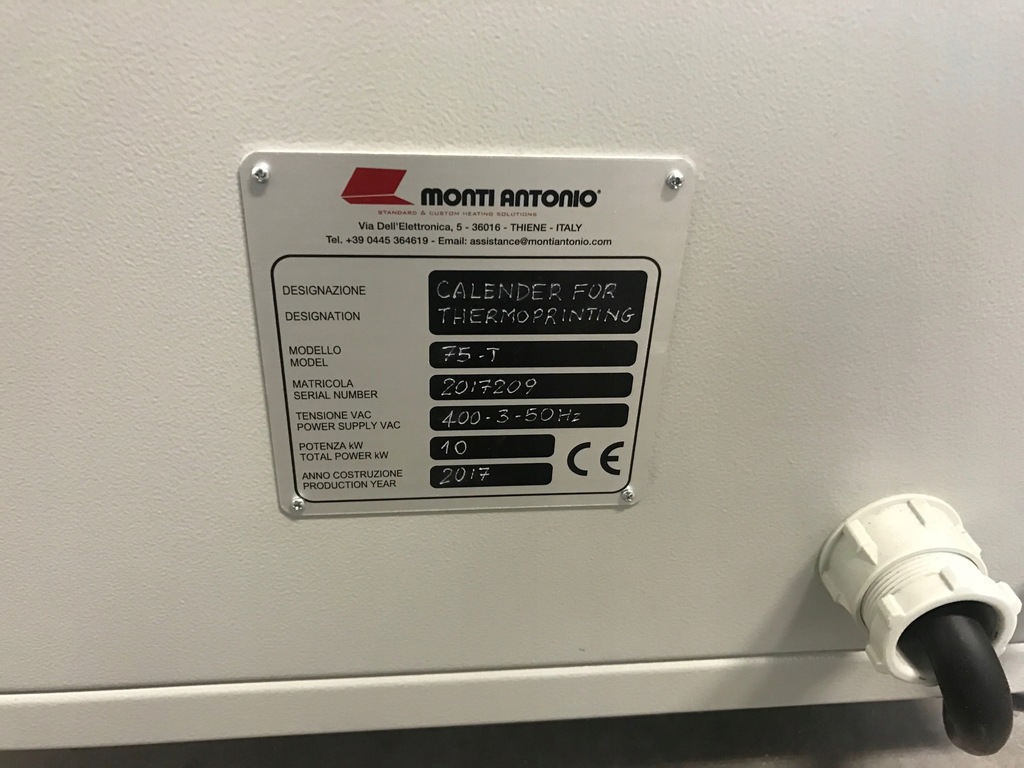 MONTI ANTONIO®
STANDARD & CUSTOM HEATING SOLUTIONS
Via Dell'Elettronica, 5 - 36016 - THIENE - ITALY
Tel. +39 0445 364619 - Email: assistance@montiantonio.com
DESIGNAZIONE CALENDER FOR
DESIGNATION THERMOPRINTING
MODELLO
MODEL 75-T
MATRICOLA
SERIAL NUMBER 2017209
TENSIONE VAC
POWER SUPPLY VAC 400-3-50Hz
POTENZA kW
TOTAL POWER kW 10
CE
ANNO COSTRUZIONE
PRODUCTION YEAR 2017